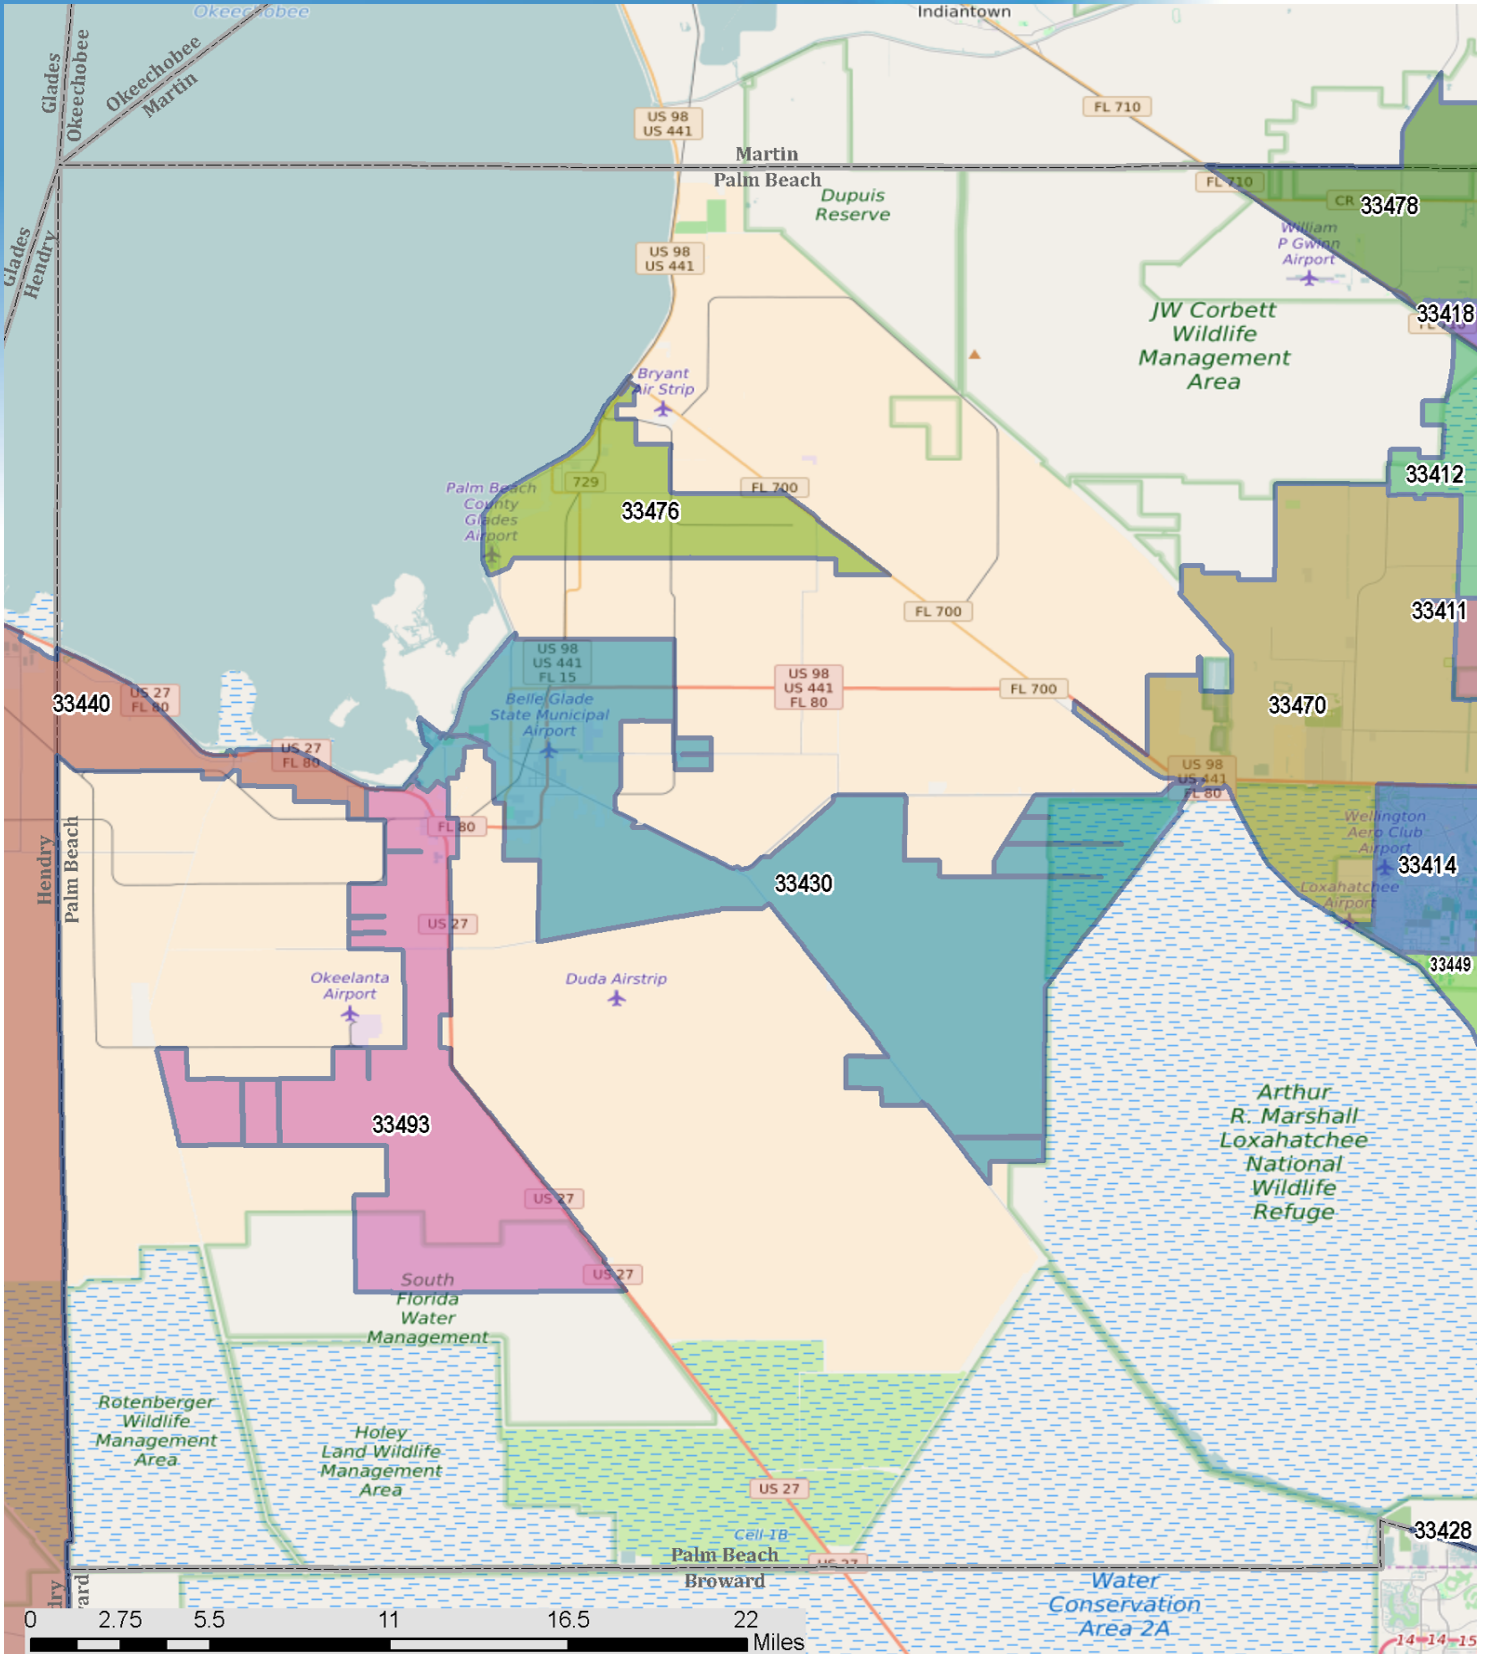 Okeechobee
Indiantown
Glades
Okeechobee
Okeechobee
Martin
US 98
US 441
FL 710
Martin
Palm Beach
FL 710
CR
33478
Dupuis
Reserve
Glades
Hendry
US 98
US 441
William
P Gwinn
Airport
JW Corbett
Wildlife
Management
Area
33418
Bryant
Air Strip
729
FL 700
33476
Palm Beach
County
Glades
Airport
33412
FL 700
33411
US 98
US 441
FL 15
US 98
US 441
FL 80
FL 700
33440
US 27
FL 80
Belle Glade
State Municipal
Airport
33470
US 27
FL 80
US 98
US 441
FL 80
FL 80
Wellington
Aero Club
Airport
33414
Hendry
Palm Beach
33430
Loxahatchee
Airport
US 27
33449
Okeelanta
Airport
Duda Airstrip
33493
Arthur
R. Marshall
Loxahatchee
National
Wildlife
Refuge
US 27
US 27
South
Florida
Water
Management
Rotenberger
Wildlife
Management
Area
Holey
Land Wildlife
Management
Area
US 27
Cell 1B
33428
Palm Beach
US 27
Broward
Water
Conservation
Area 2A
0 2.75 5.5 11 16.5 22
Miles
14 14 15